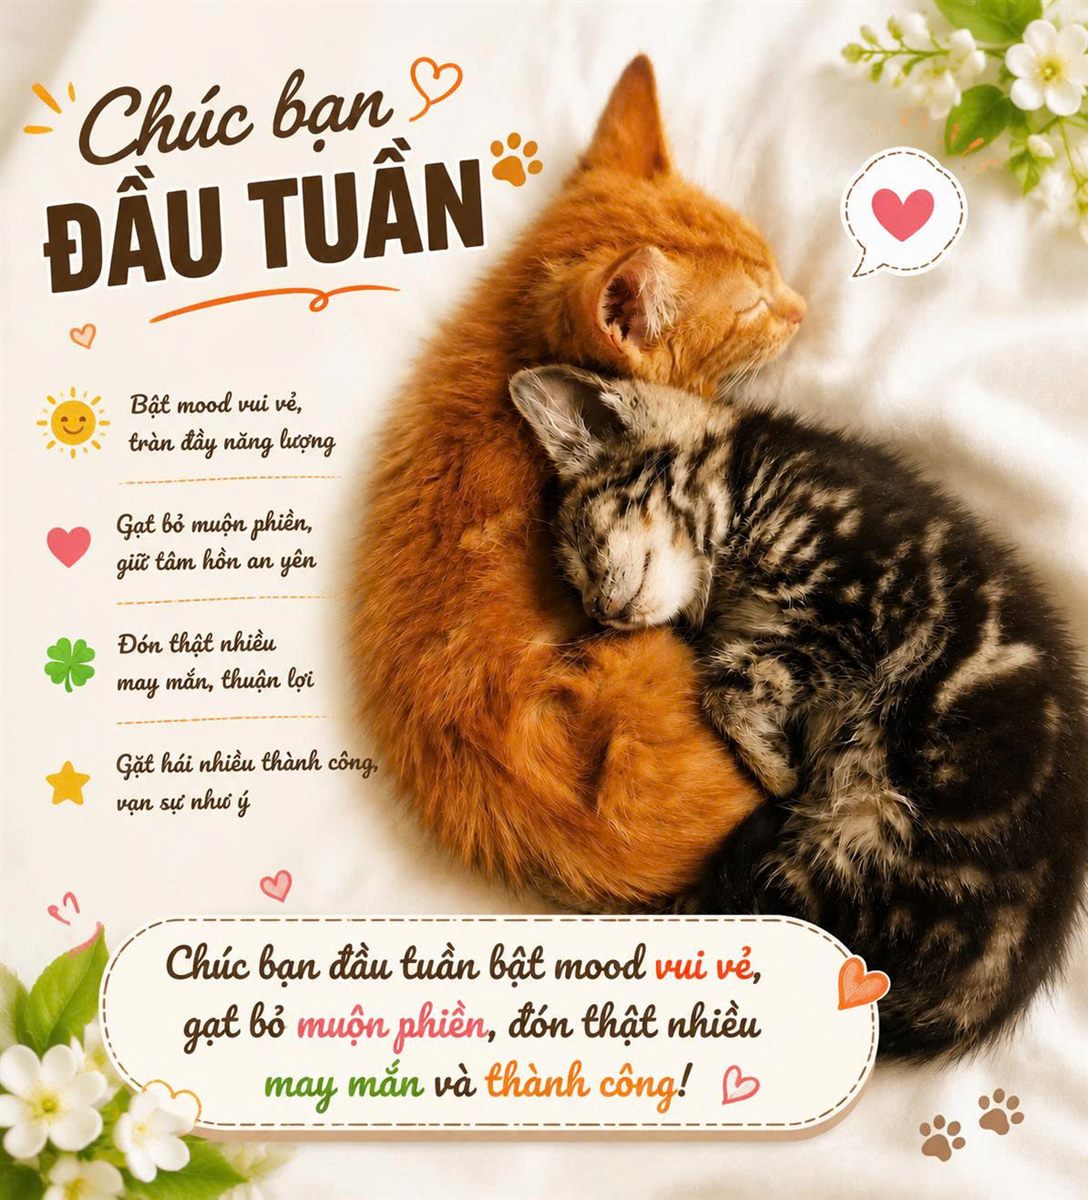 Chúc bạn
ĐẦU TUẦN
Bật mood vui vẻ,
tràn đầy năng lượng
Gạt bỏ muộn phiền,
giữ tâm hồn an yên
Đón thật nhiều
may mắn, thuận lợi
Gặt hái nhiều thành công,
vạn sự như ý
Chúc bạn đầu tuần bật mood vui vẻ,
gạt bỏ muộn phiền, đón thật nhiều
may mắn và thành công!